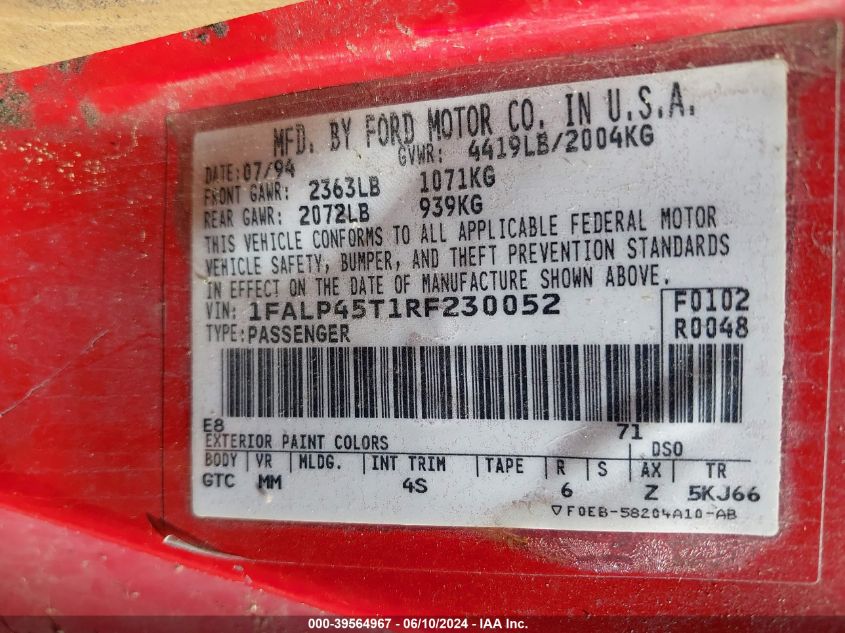 MFD. BY FORD MOTOR CO. IN U.S.A.
DATE: 07/94 GVWR: 4419LB/2004KG
FRONT GAWR: 2363LB 1071KG
REAR GAWR: 2072LB 939KG
THIS VEHICLE CONFORMS TO ALL APPLICABLE FEDERAL MOTOR
VEHICLE SAFETY, BUMPER, AND THEFT PREVENTION STANDARDS
IN EFFECT ON THE DATE OF MANUFACTURE SHOWN ABOVE.
VIN: 1FALP45T1RF230052 F0102
TYPE: PASSENGER R0048
E8 71
EXTERIOR PAINT COLORS DSO
BODY VR MLDG. INT TRIM TAPE R S AX TR
GTC MM 4S 6 Z 5KJ66
▽F0EB-58204A10-AB
000-39564967 - 06/10/2024 - IAA Inc.